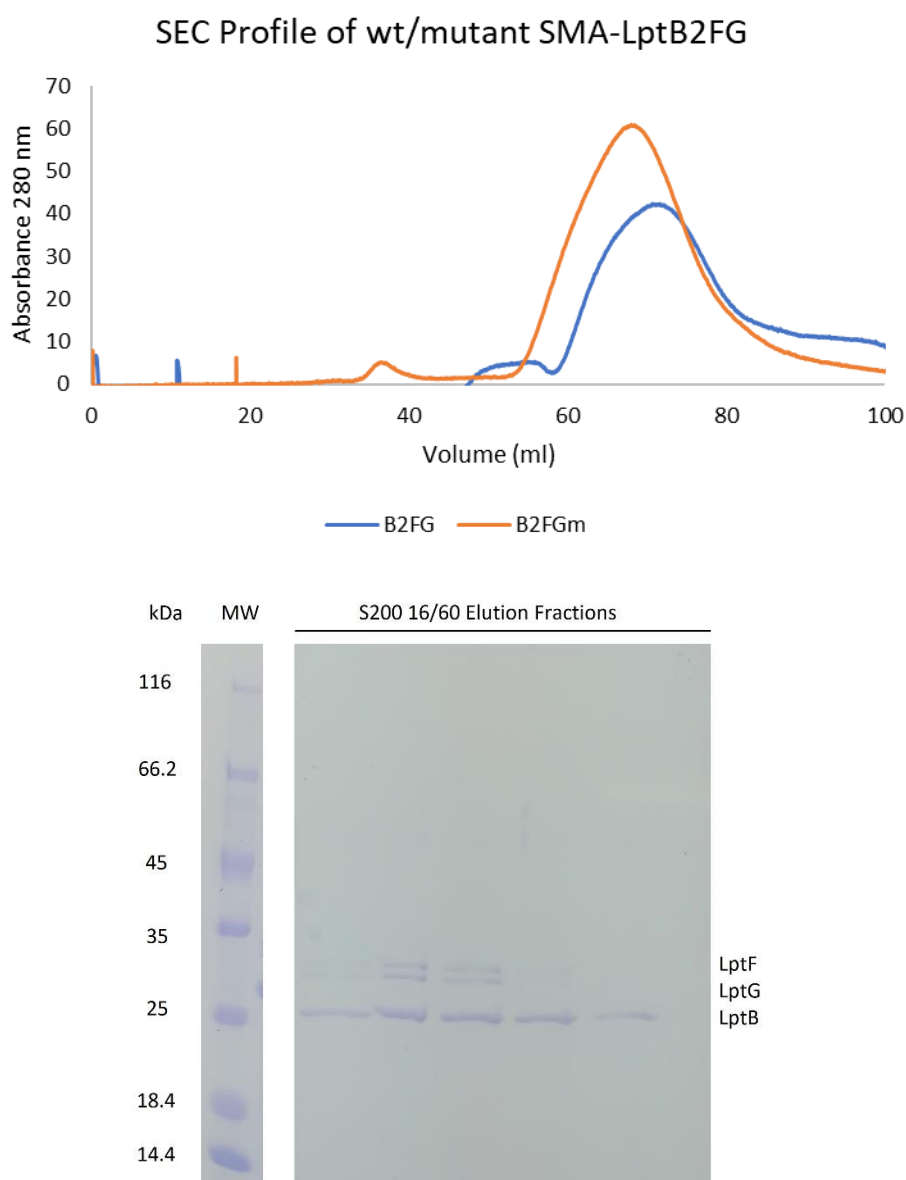 SEC Profile of wt/mutant SMA-LptB2FG
Absorbance 280 nm
70
60
50
40
30
20
10
0
0 20 40 60 80 100
Volume (ml)
B2FG B2FGm
kDa MW S200 16/60 Elution Fractions
116
66.2
45
35
25
18.4
14.4
LptF
LptG
LptB